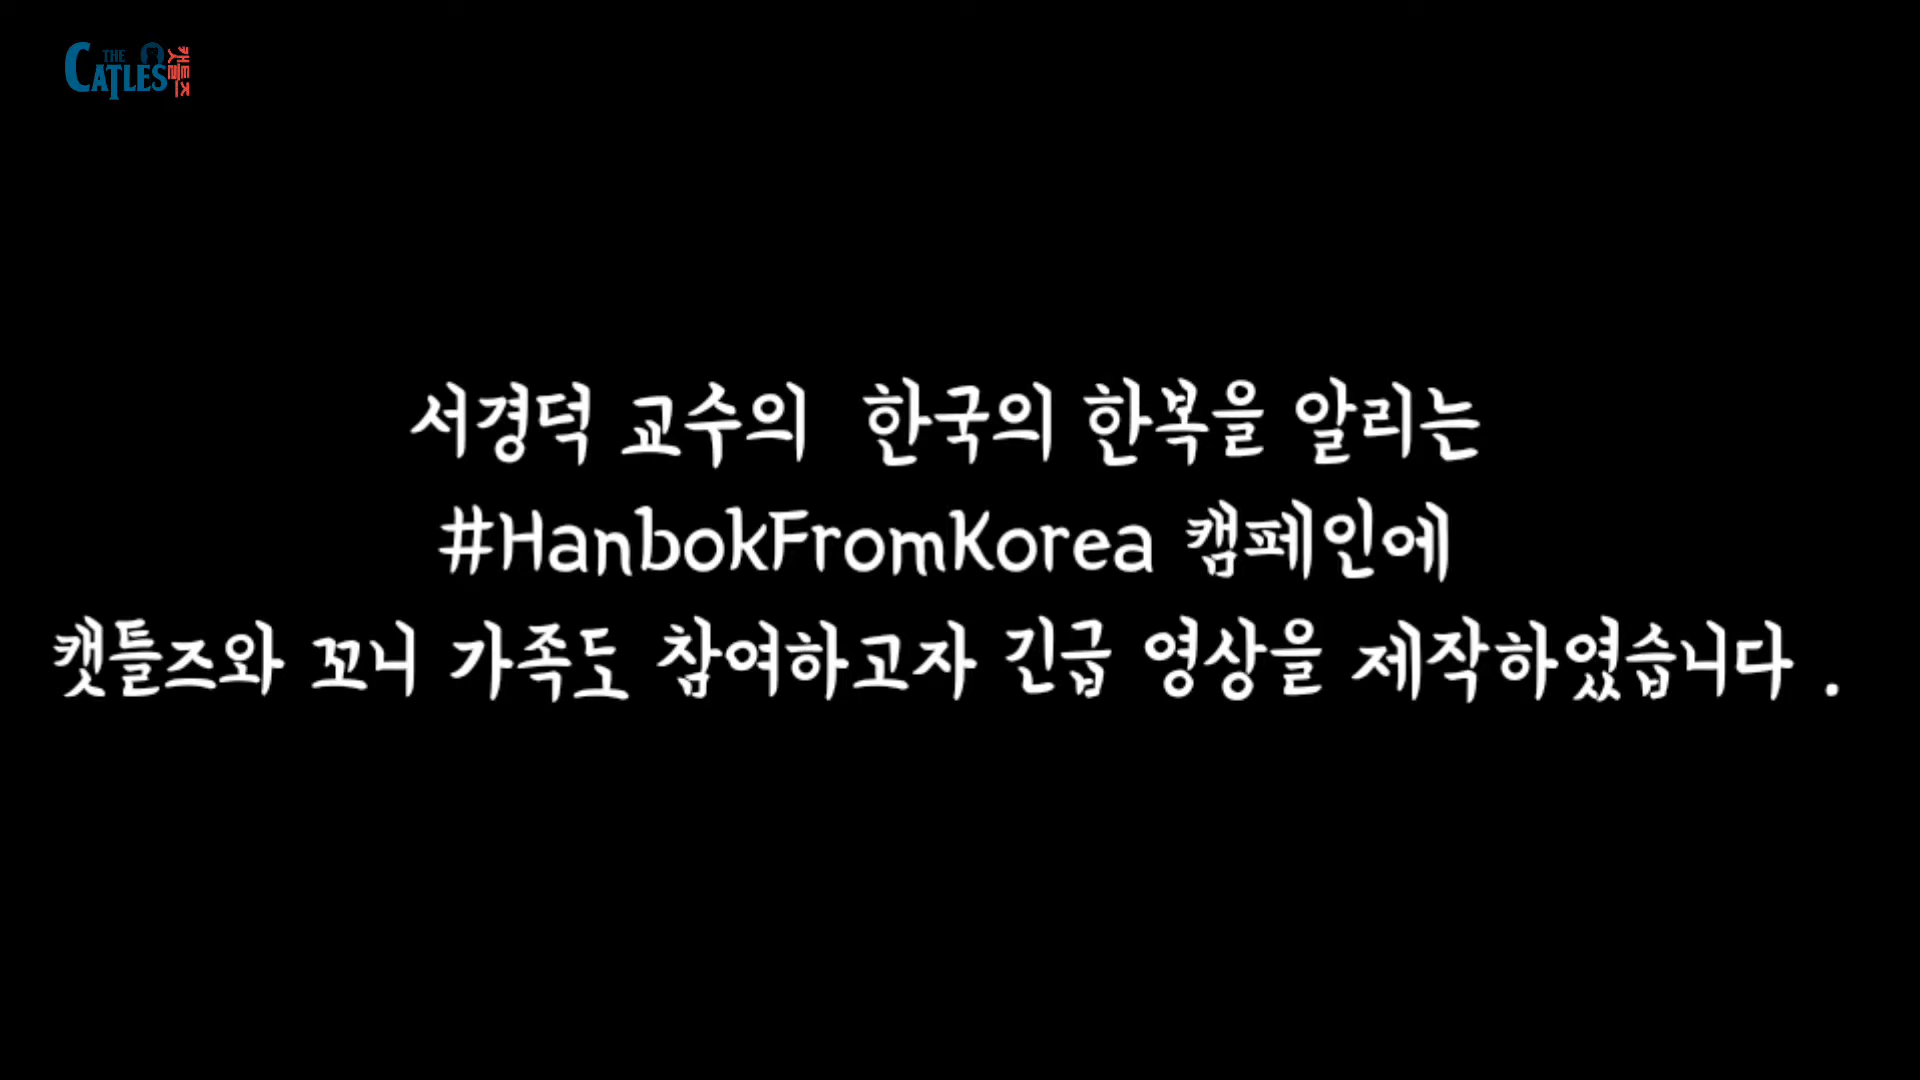 THE
CATLES
캣틀즈
서경덕 교수의 한국의 한복을 알리는
#HanbokFromKorea 캠페인에
캣틀즈와 꼬니 가족도 참여하고자 긴급 영상을 제작하였습니다 .